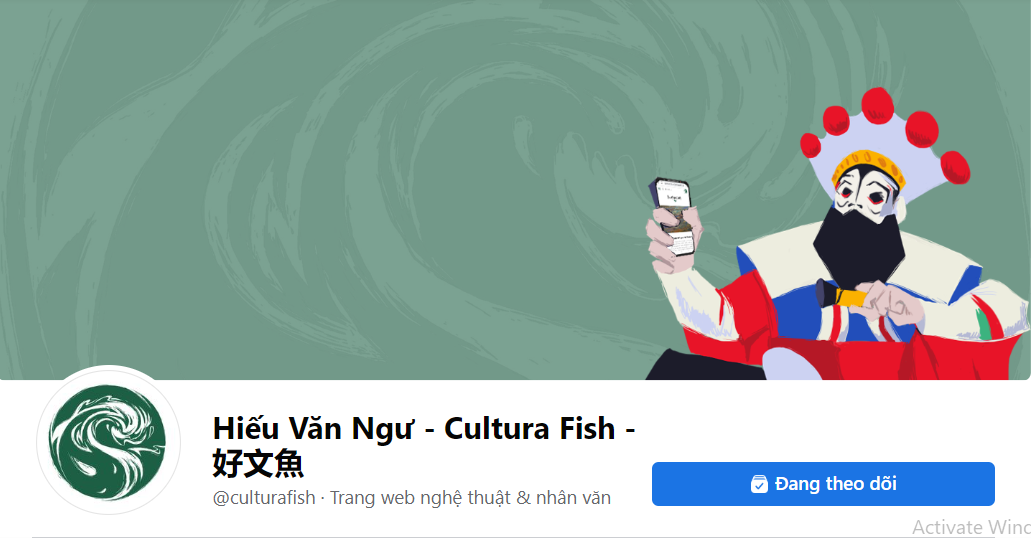 Hiếu Văn Ngư - Cultura Fish -
好文魚
@culturafish · Trang web nghệ thuật & nhân văn
Đang theo dõi
Activate Wind